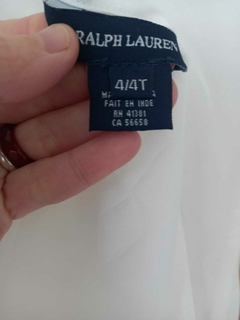 RALPH LAUREN
4/4T
FAIT EN INDE
RN 41381
CA 56658